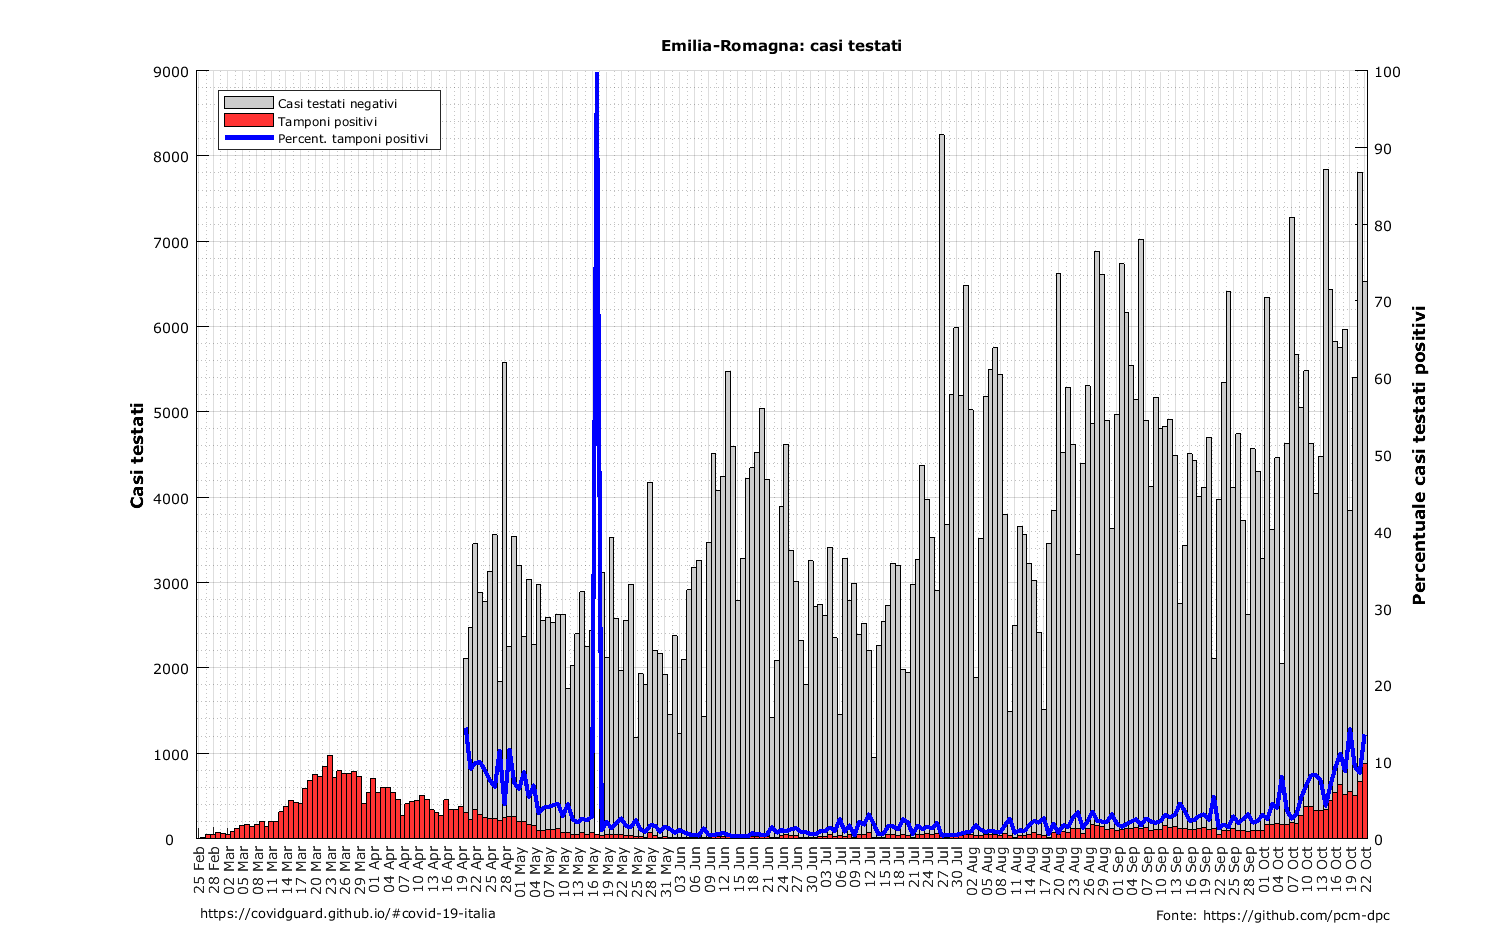 Emilia-Romagna: casi testati
Casi testati negativi
Tamponi positivi
Percent. tamponi positivi
Casi testati
9000
8000
7000
6000
5000
4000
3000
2000
1000
0
100
90
80
70
60
50
40
30
20
10
0
Percentuale casi testati positivi
25 Feb
28 Feb
02 Mar
05 Mar
08 Mar
11 Mar
14 Mar
17 Mar
20 Mar
23 Mar
26 Mar
29 Mar
01 Apr
04 Apr
07 Apr
10 Apr
13 Apr
16 Apr
19 Apr
22 Apr
25 Apr
28 Apr
01 May
04 May
07 May
10 May
13 May
16 May
19 May
22 May
25 May
28 May
31 May
03 Jun
06 Jun
09 Jun
12 Jun
15 Jun
18 Jun
21 Jun
24 Jun
27 Jun
30 Jun
03 Jul
06 Jul
09 Jul
12 Jul
15 Jul
18 Jul
21 Jul
24 Jul
27 Jul
30 Jul
02 Aug
05 Aug
08 Aug
11 Aug
14 Aug
17 Aug
20 Aug
23 Aug
26 Aug
29 Aug
01 Sep
04 Sep
07 Sep
10 Sep
13 Sep
16 Sep
19 Sep
22 Sep
25 Sep
28 Sep
01 Oct
04 Oct
07 Oct
10 Oct
13 Oct
16 Oct
19 Oct
22 Oct
https://covidguard.github.io/#covid-19-italia
Fonte: https://github.com/pcm-dpc